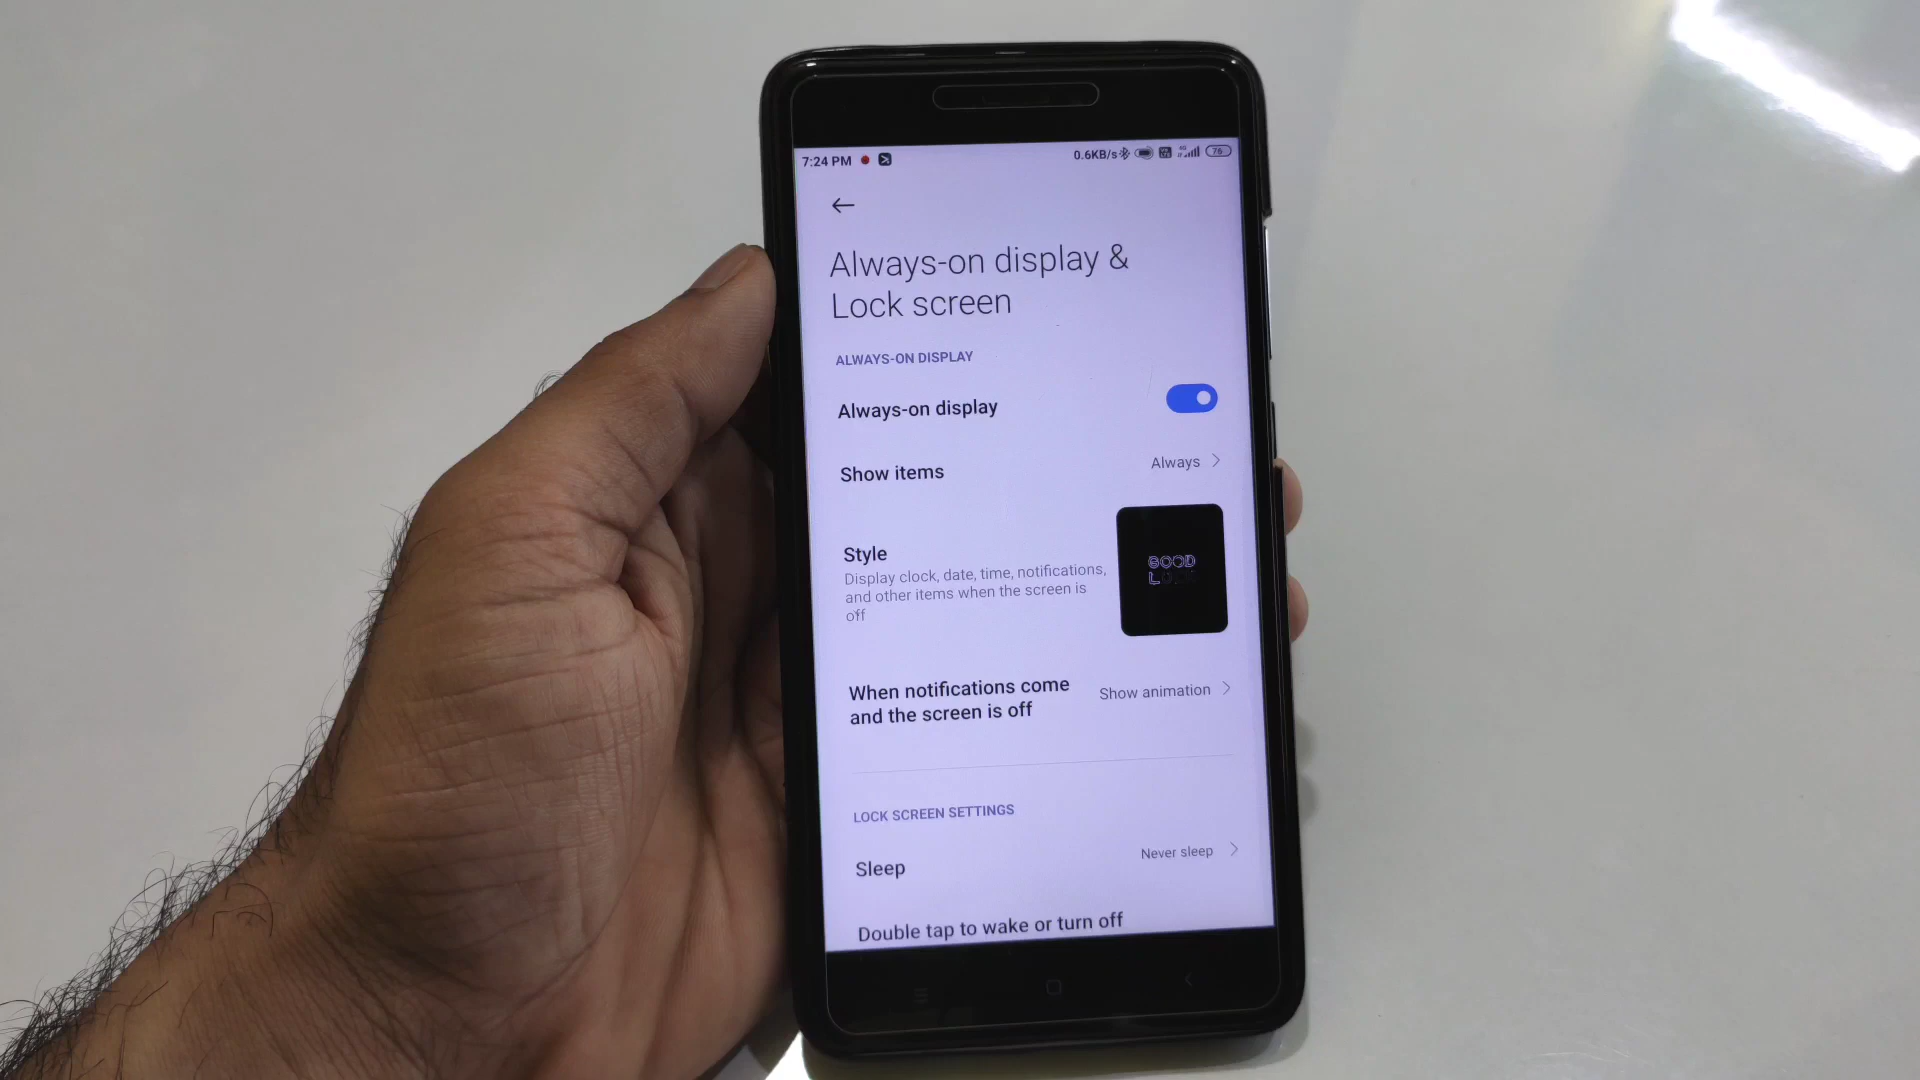 7:24 PM 0.6KB/s 76
Always-on display &
Lock screen
ALWAYS-ON DISPLAY
Always-on display
Show items Always
Style
Display clock, date, time, notifications,
and other items when the screen is
off
GOOD
When notifications come
and the screen is off
Show animation
LOCK SCREEN SETTINGS
Sleep Never sleep
Double tap to wake or turn off